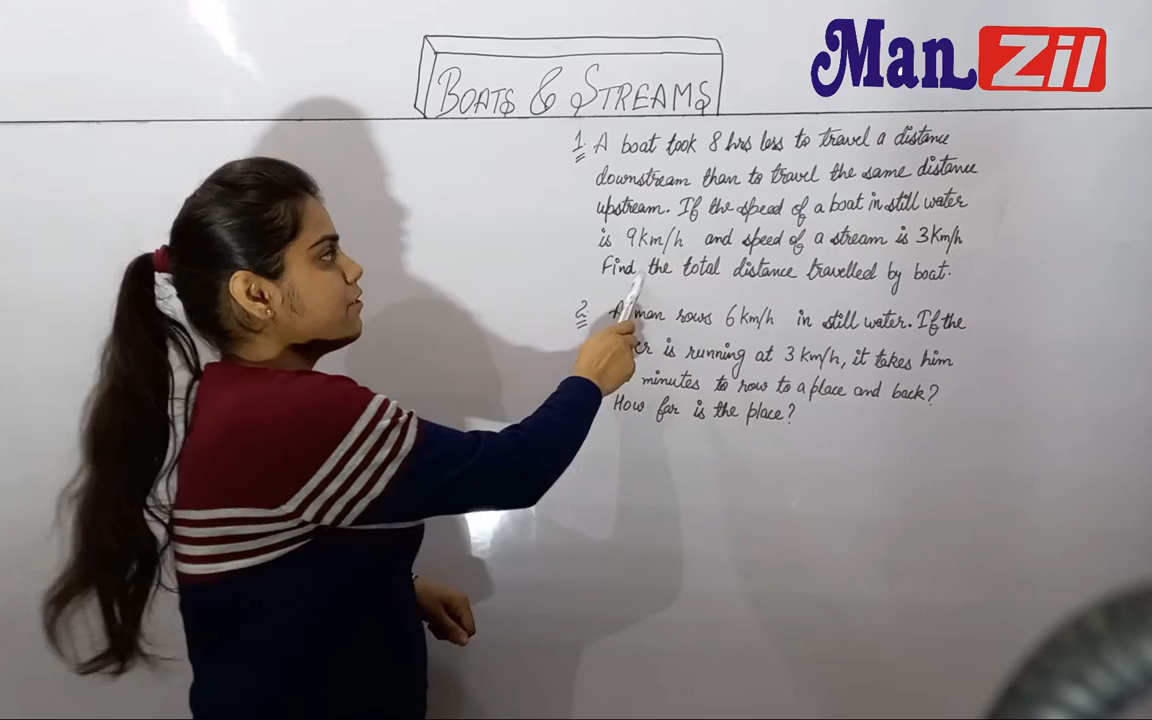 ManZil
BOATS & STREAMS
1. A boat took 8 hrs less to travel a distance
downstream than to travel the same distance
upstream. If the speed of a boat in still water
is 9km/h and speed of a stream is 3km/h
Find the total distance travelled by boat.
2. A man rows 6km/h in still water. If the
is running at 3 km/h, it takes him
minutes to row to a place and back?
How far is the place?